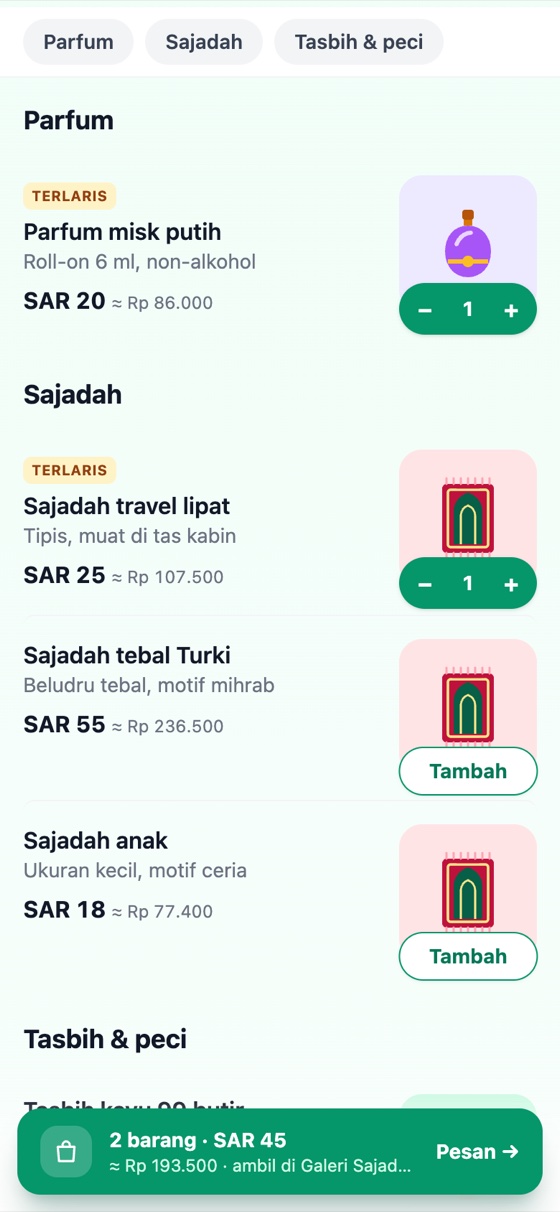 Parfum
Sajadah
Tasbih & peci
Parfum
TERLARIS
Parfum misk putih
Roll-on 6 ml, non-alkohol
SAR 20 ≈ Rp 86.000
− 1 +
Sajadah
TERLARIS
Sajadah travel lipat
Tipis, muat di tas kabin
SAR 25 ≈ Rp 107.500
− 1 +
Sajadah tebal Turki
Beludru tebal, motif mihrab
SAR 55 ≈ Rp 236.500
Tambah
Sajadah anak
Ukuran kecil, motif ceria
SAR 18 ≈ Rp 77.400
Tambah
Tasbih & peci
Tasbih kayu 99 butir
2 barang · SAR 45
≈ Rp 193.500 · ambil di Galeri Sajad...
Pesan →